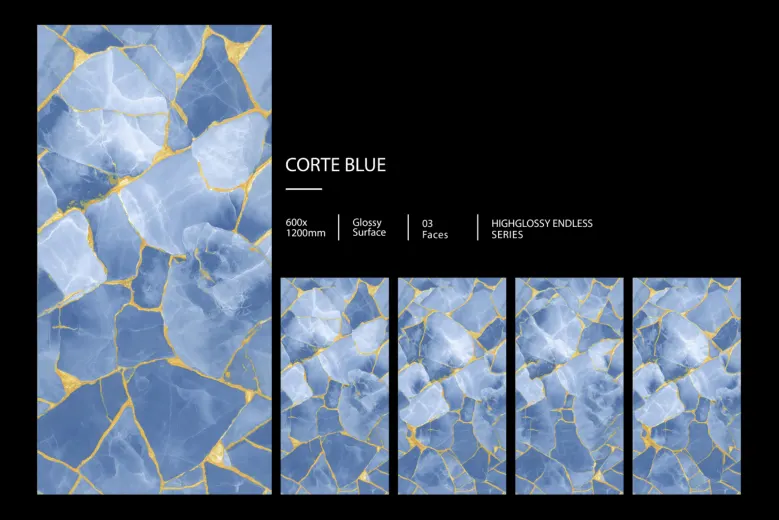 CORTE BLUE
600x
1200mm
Glossy
Surface
03
Faces
HIGHGLOSSY ENDLESS
SERIES